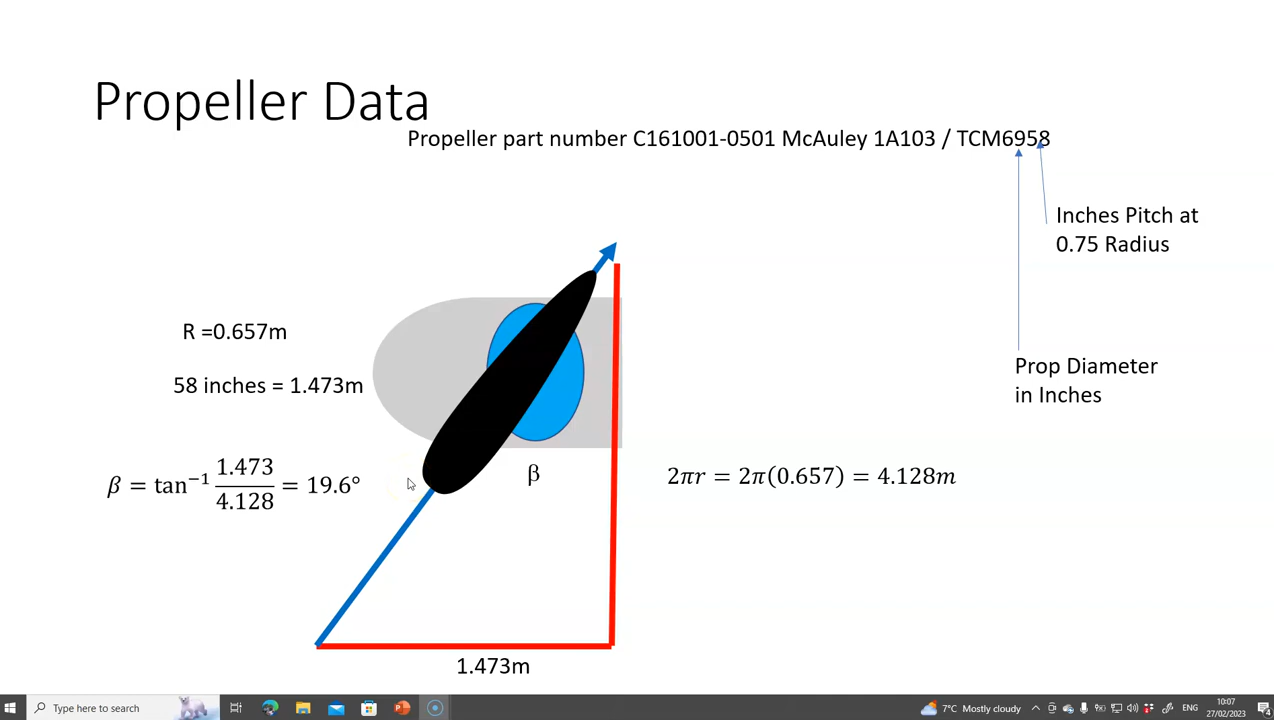 Propeller Data
Propeller part number C161001-0501 McAuley 1A103 / TCM6958
Inches Pitch at
0.75 Radius
Prop Diameter
in Inches
R =0.657m
58 inches = 1.473m
β = tan⁻¹ 1.473/4.128 = 19.6°
β
2πr = 2π(0.657) = 4.128m
1.473m
Type here to search
7°C Mostly cloudy
ENG
10:07
27/02/2023